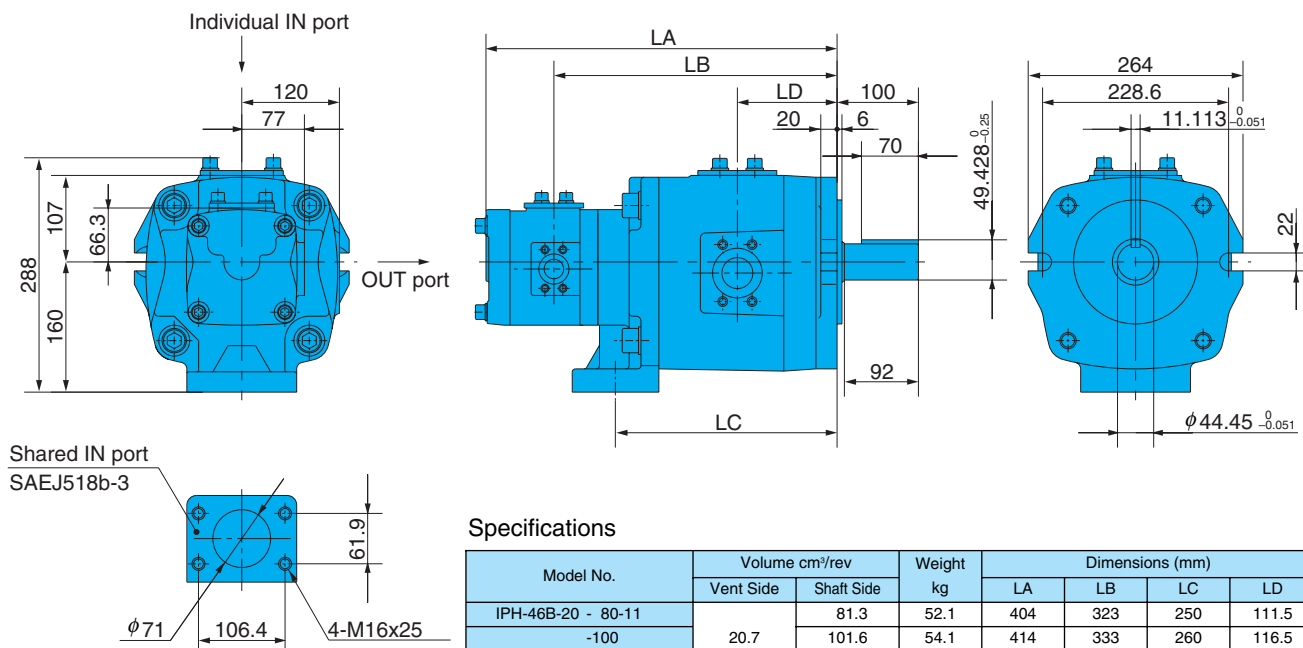 Individual IN port
120
77
288
107
66.3
160
OUT port
LA
LB
LD
100
20
6
70
49.428 0 -0.25
92
LC
264
228.6
11.113 0 -0.051
22
φ44.45 0 -0.051
Shared IN port
SAEJ518b-3
61.9
φ71
106.4
4-M16x25
Specifications
Model No. Volume cm³/rev Weight kg Dimensions (mm)
Vent Side Shaft Side LA LB LC LD
IPH-46B-20 - 80-11 81.3 52.1 404 323 250 111.5
-100 20.7 101.6 54.1 414 333 260 116.5